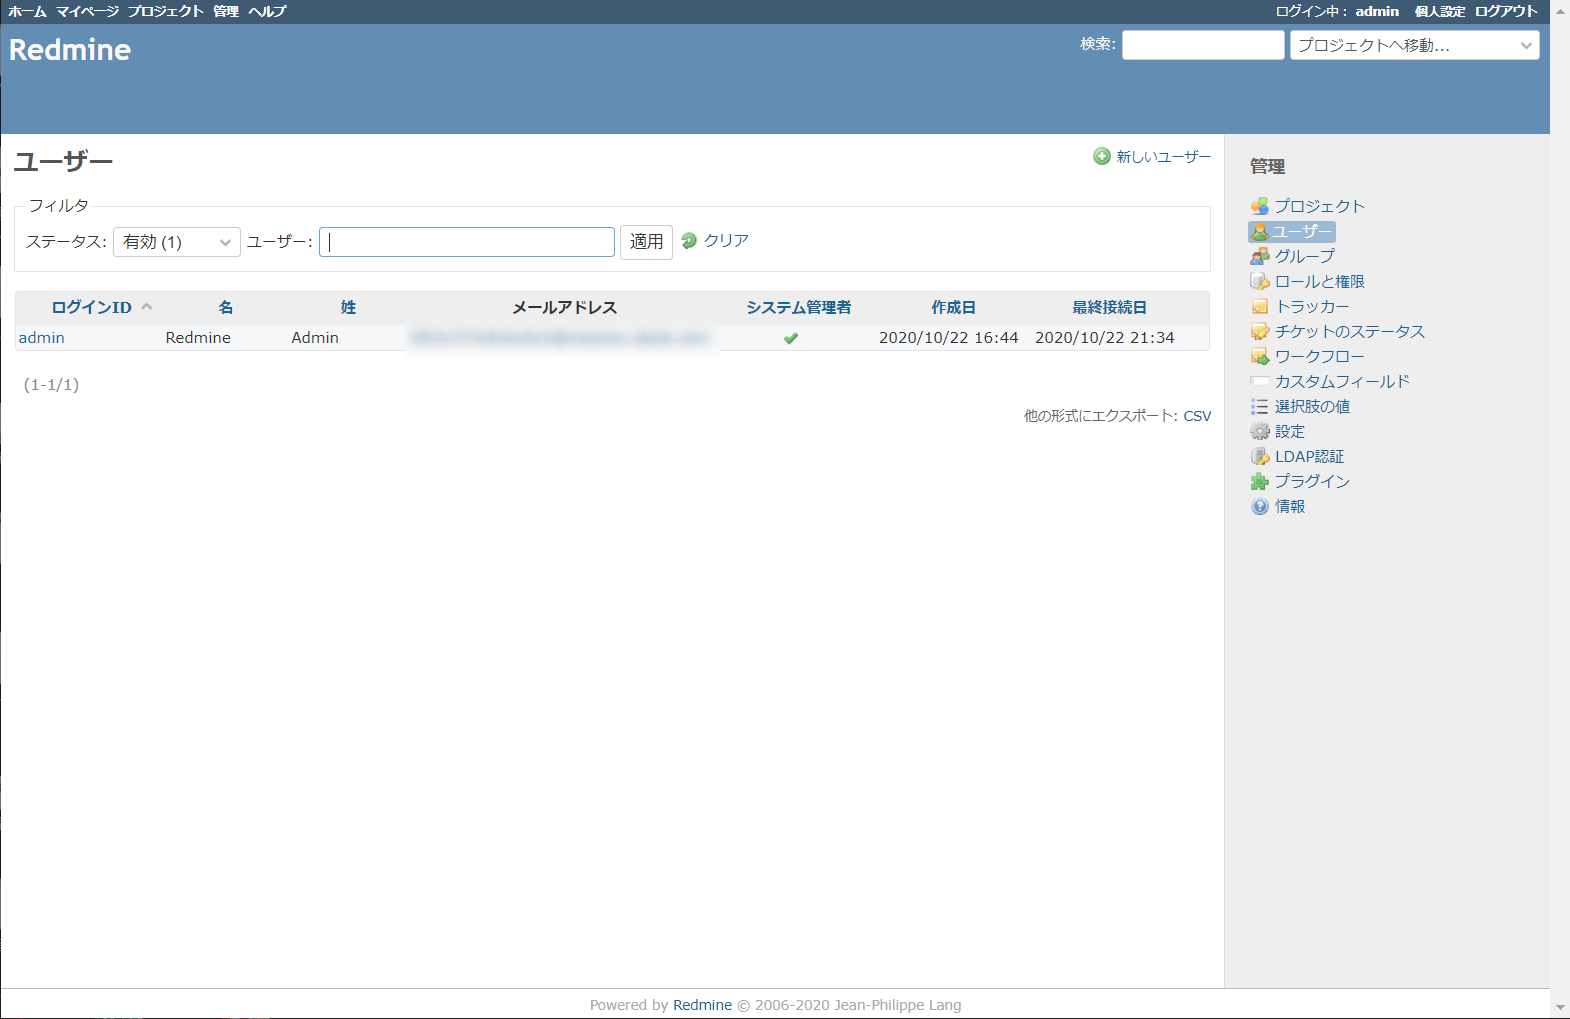 ホーム マイページ プロジェクト 管理 ヘルプ
ログイン中: admin 個人設定 ログアウト
Redmine
検索:
プロジェクトへ移動...
ユーザー
新しいユーザー
フィルタ
ステータス: 有効 (1) ユーザー: 適用 クリア
ログインID 名 姓 メールアドレス システム管理者 作成日 最終接続日
admin Redmine Admin 2020/10/22 16:44 2020/10/22 21:34
(1-1/1)
他の形式にエクスポート: CSV
管理
プロジェクト
ユーザー
グループ
ロールと権限
トラッカー
チケットのステータス
ワークフロー
カスタムフィールド
選択肢の値
設定
LDAP認証
プラグイン
情報
Powered by Redmine © 2006-2020 Jean-Philippe Lang